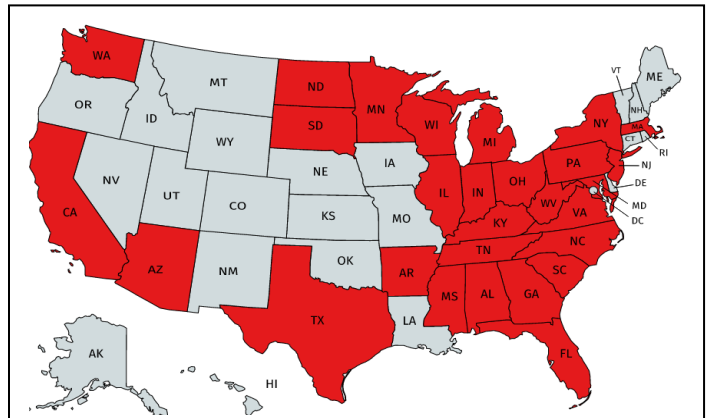 WA
MT
ND
MN
VT
ME
OR
ID
SD
WI
MI
NH
NY
MA
WY
CT
RI
IA
NE
PA
NJ
NV
UT
CO
IL
IN
OH
DE
MD
CA
KS
MO
WV
VA
DC
KY
AZ
NM
OK
AR
TN
NC
SC
MS
AL
GA
TX
LA
FL
AK
HI